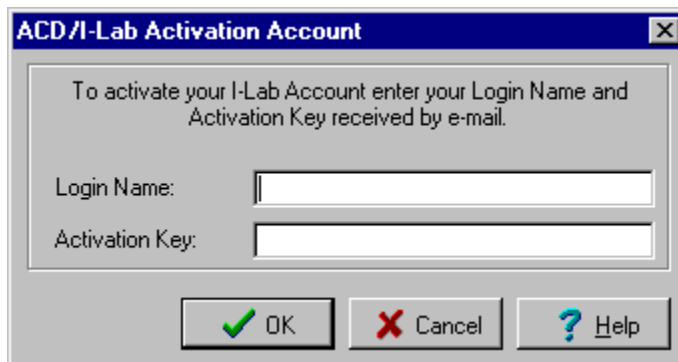 ACD/I-Lab Activation Account
To activate your I-Lab Account enter your Login Name and
Activation Key received by e-mail.
Login Name:
Activation Key:
OK
Cancel
Help